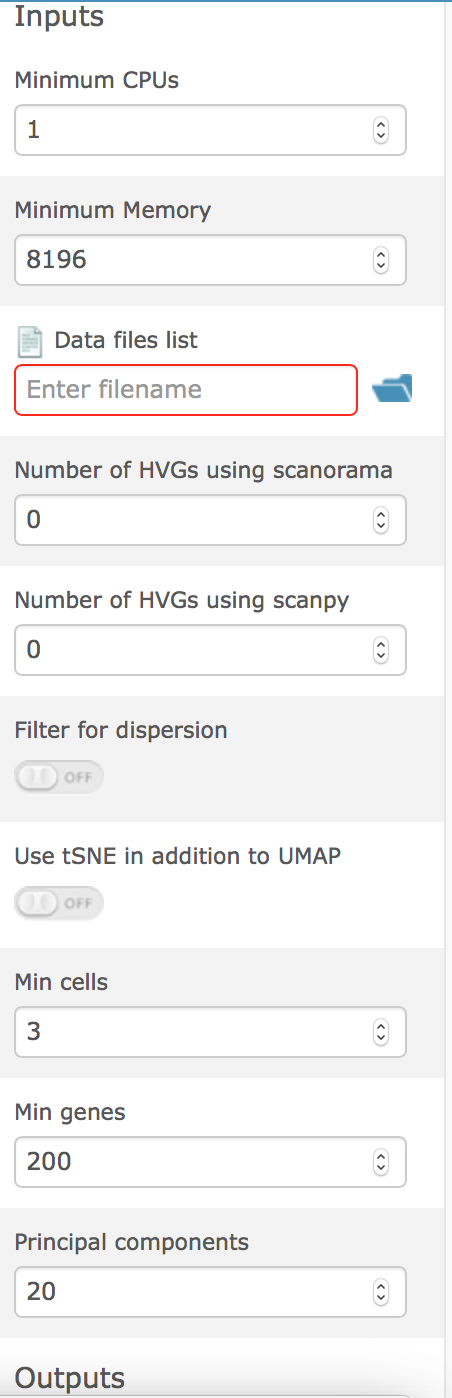 Inputs
Minimum CPUs
1
Minimum Memory
8196
Data files list
Enter filename
Number of HVGs using scanorama
0
Number of HVGs using scanpy
0
Filter for dispersion
OFF
Use tSNE in addition to UMAP
OFF
Min cells
3
Min genes
200
Principal components
20
Outputs